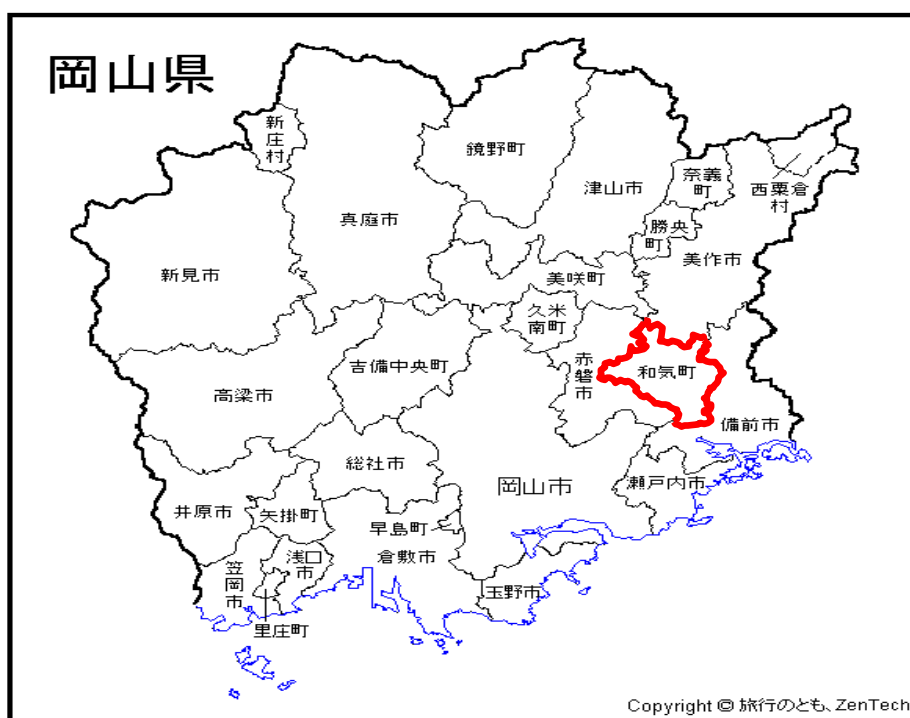 岡山県
新庄村
鏡野町
津山市
奈義町
西粟倉村
真庭市
勝央町
美作市
新見市
美咲町
久米南町
吉備中央町
赤磐市
和気町
高梁市
備前市
総社市
岡山市
瀬戸内市
井原市
矢掛町
早島町
倉敷市
浅口市
笠岡市
玉野市
里庄町
Copyright © 旅行のとも、ZenTech